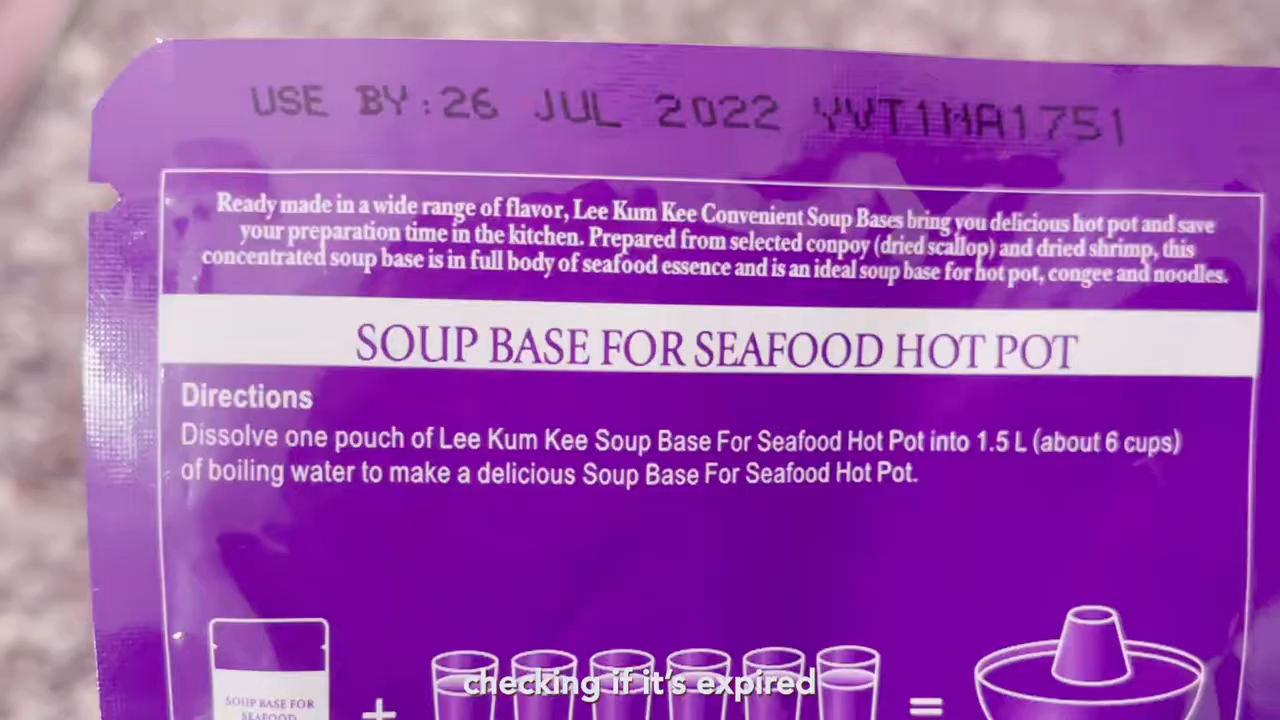 USE BY:26 JUL 2022 YVT1MA1751
Ready made in a wide range of flavor, Lee Kum Kee Convenient Soup Bases bring you delicious hot pot and save
your preparation time in the kitchen. Prepared from selected conpoy (dried scallop) and dried shrimp, this
concentrated soup base is in full body of seafood essence and is an ideal soup base for hot pot, congee and noodles.
SOUP BASE FOR SEAFOOD HOT POT
Directions
Dissolve one pouch of Lee Kum Kee Soup Base For Seafood Hot Pot into 1.5 L (about 6 cups)
of boiling water to make a delicious Soup Base For Seafood Hot Pot.
SOUP BASE FOR
SEAFOOD
+ =
checking if it's expired